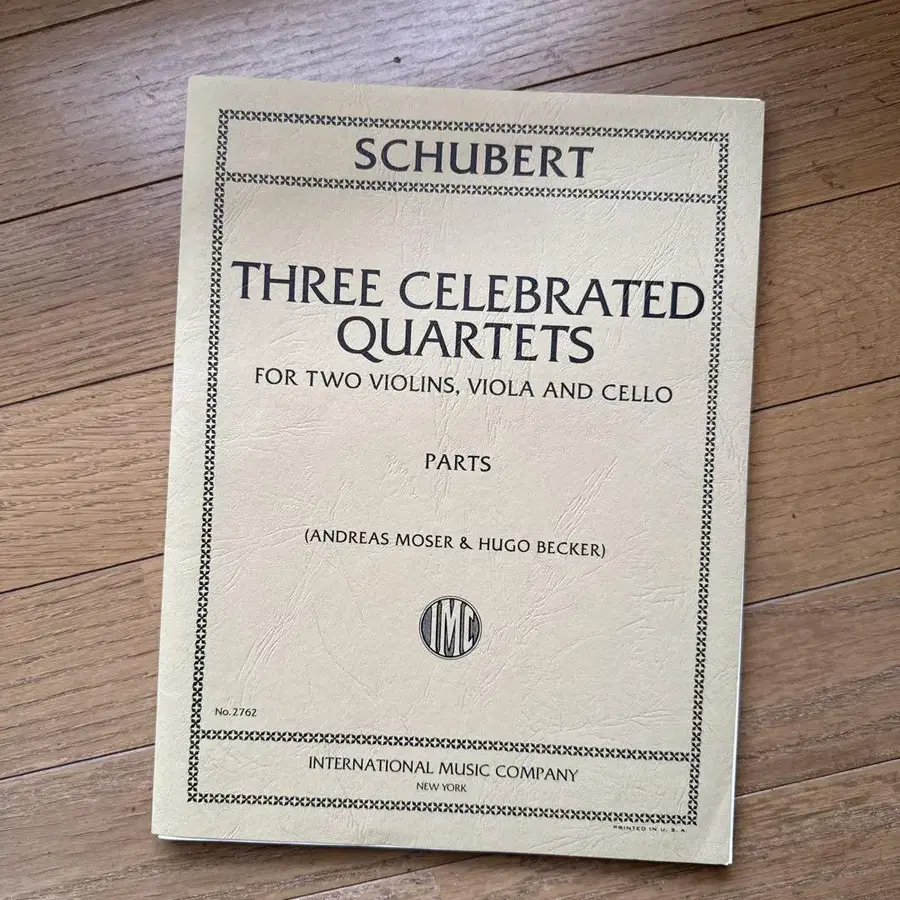 SCHUBERT
THREE CELEBRATED
QUARTETS
FOR TWO VIOLINS, VIOLA AND CELLO
PARTS
(ANDREAS MOSER & HUGO BECKER)
IMC
No. 2762
INTERNATIONAL MUSIC COMPANY
NEW YORK
PRINTED IN U. S. A.